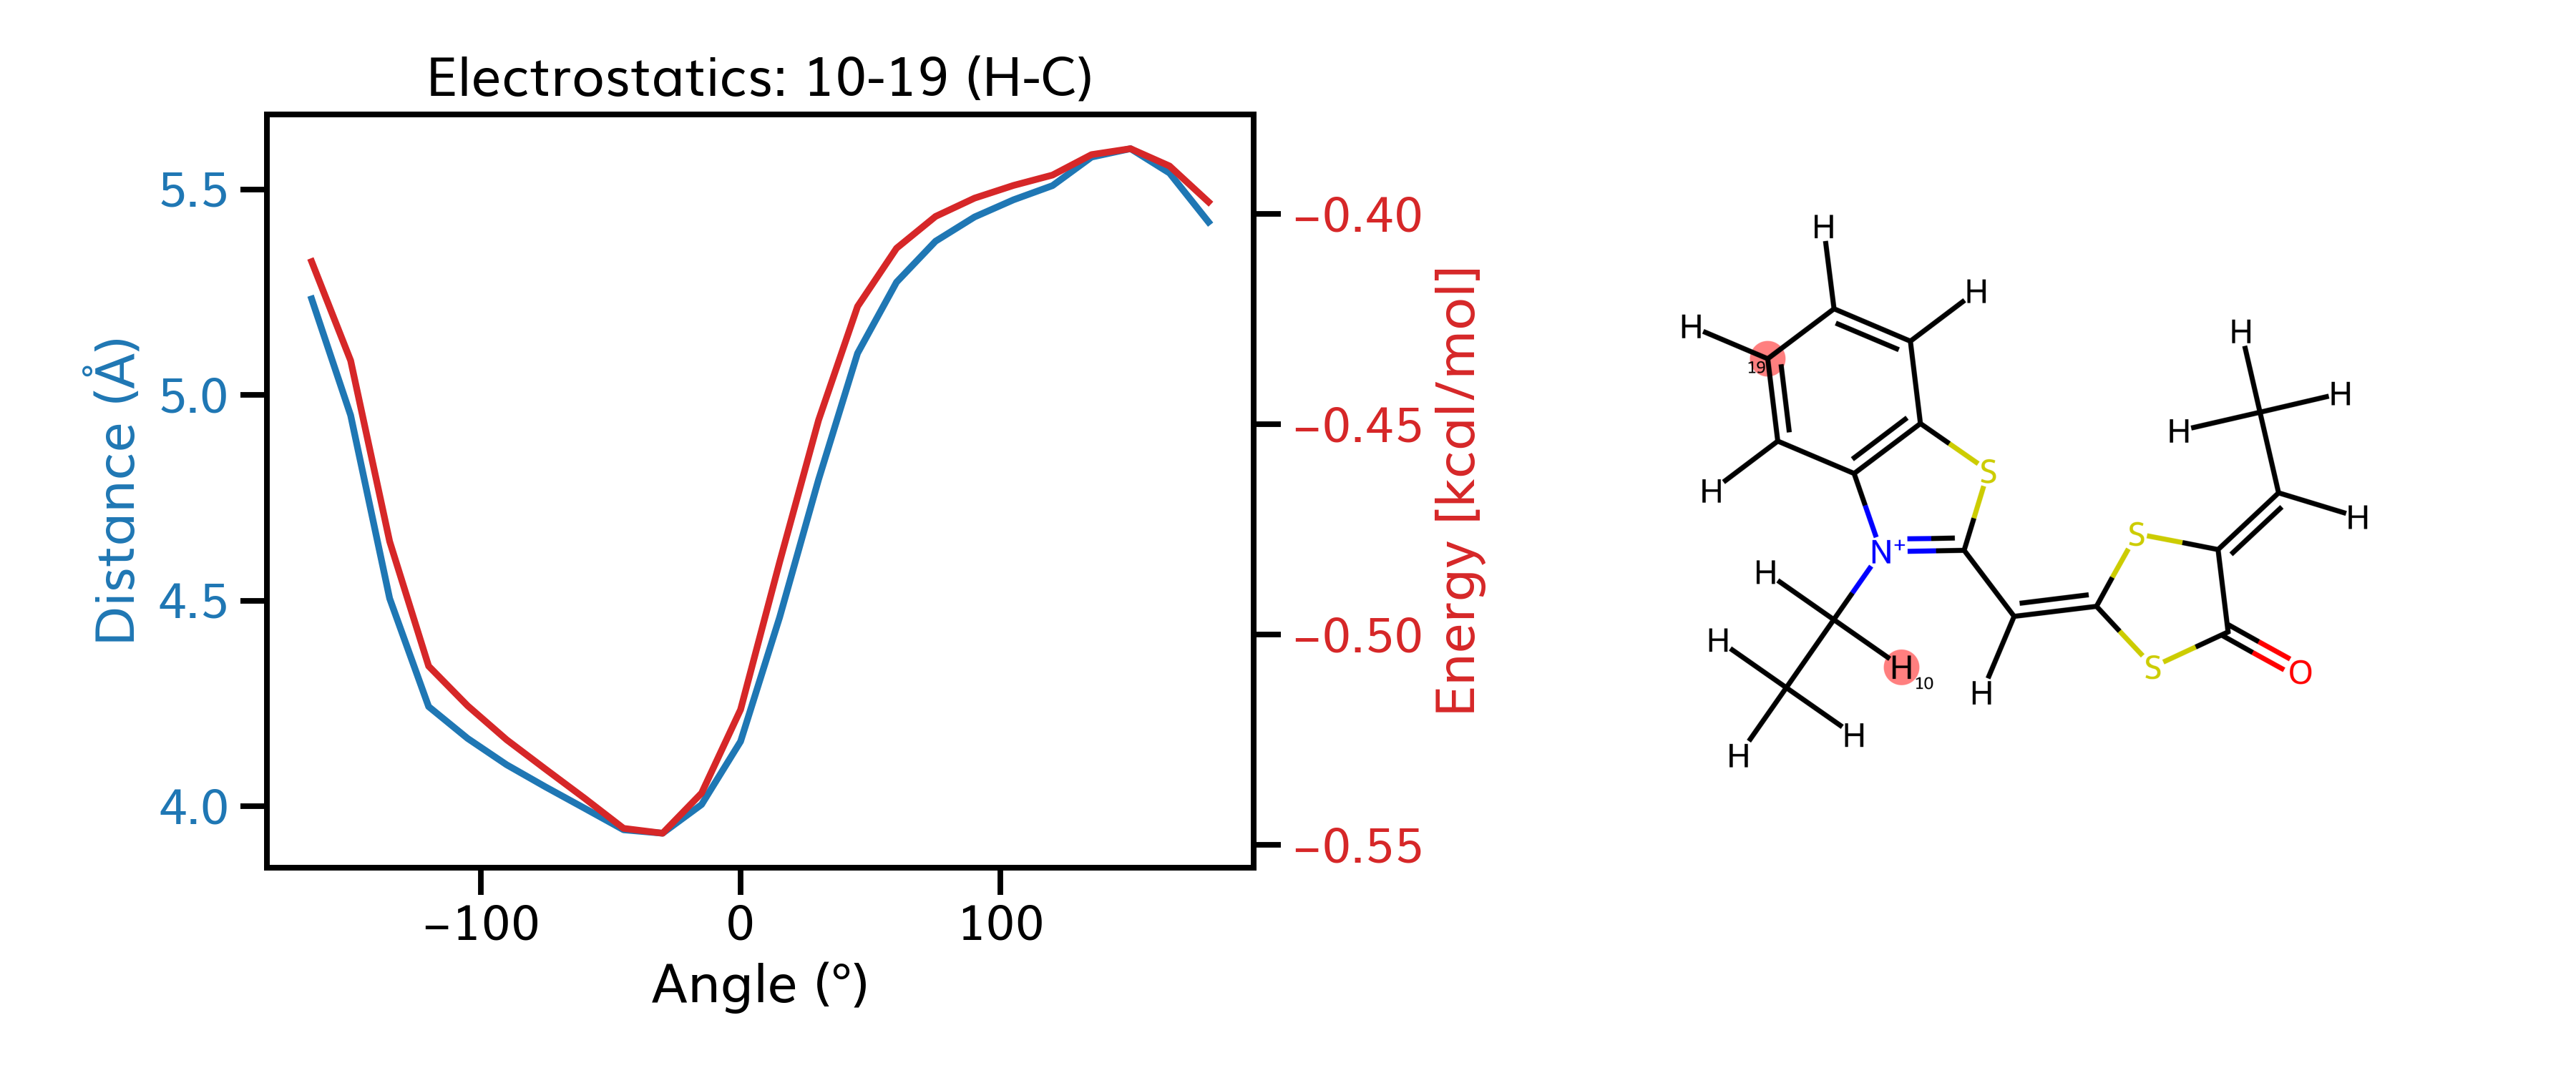 Electrostatics: 10-19 (H-C)
Distance (Å)
5.5
5.0
4.5
4.0
−100
0
100
Angle (°)
−0.40
−0.45
−0.50
−0.55
Energy [kcal/mol]
H
H
H
19
H
S
N⁺
H
H
H
10
H
H
H
S
S
O
H
H
H
H